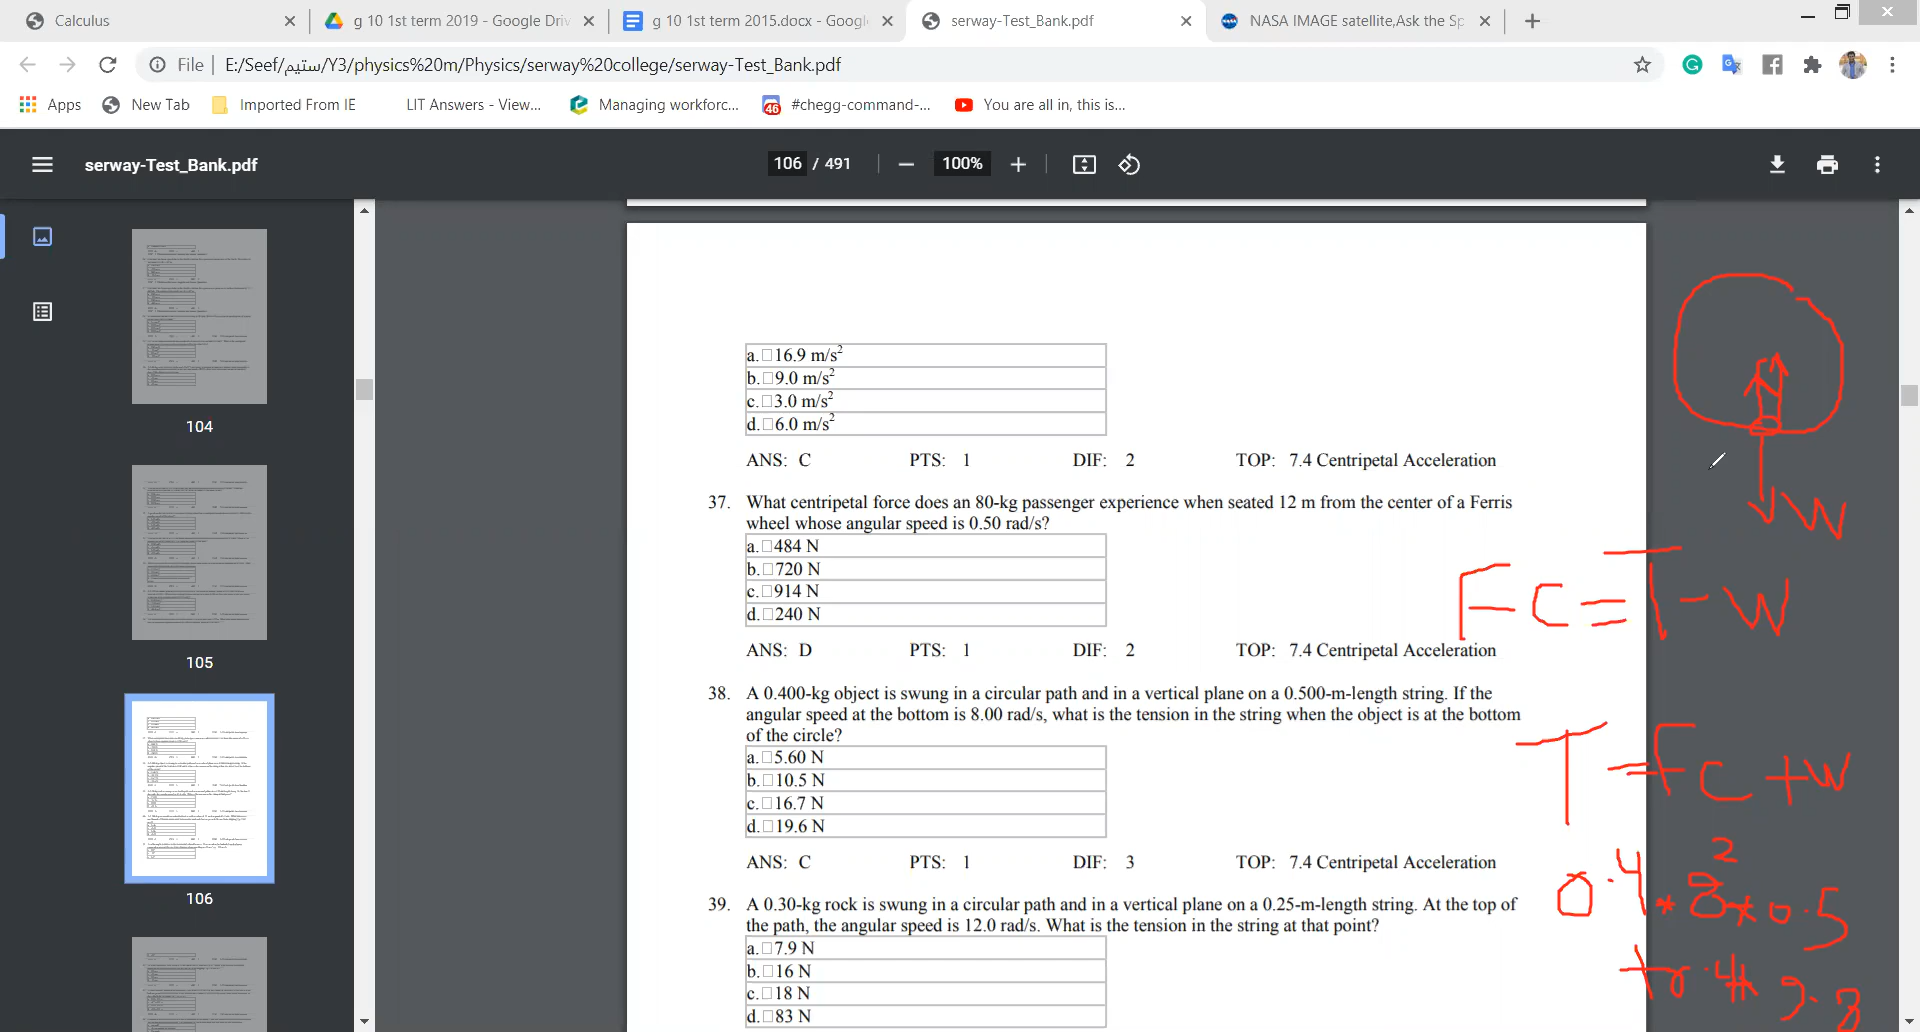 Calculus
g 10 1st term 2019 - Google Driv
g 10 1st term 2015.docx - Googl
serway-Test_Bank.pdf
NASA IMAGE satellite,Ask the Sp
File E:/Seef/ستيم/Y3/physics%20m/Physics/serway%20college/serway-Test_Bank.pdf
Apps
New Tab
Imported From IE
LIT Answers - View...
Managing workforc...
46
#chegg-command-...
You are all in, this is...
serway-Test_Bank.pdf
106 / 491
100%
104
105
106
a. 16.9 m/s²
b. 9.0 m/s²
c. 3.0 m/s²
d. 6.0 m/s²
ANS: C PTS: 1 DIF: 2 TOP: 7.4 Centripetal Acceleration
37. What centripetal force does an 80-kg passenger experience when seated 12 m from the center of a Ferris
wheel whose angular speed is 0.50 rad/s?
a. 484 N
b. 720 N
c. 914 N
d. 240 N
ANS: D PTS: 1 DIF: 2 TOP: 7.4 Centripetal Acceleration
38. A 0.400-kg object is swung in a circular path and in a vertical plane on a 0.500-m-length string. If the
angular speed at the bottom is 8.00 rad/s, what is the tension in the string when the object is at the bottom
of the circle?
a. 5.60 N
b. 10.5 N
c. 16.7 N
d. 19.6 N
ANS: C PTS: 1 DIF: 3 TOP: 7.4 Centripetal Acceleration
39. A 0.30-kg rock is swung in a circular path and in a vertical plane on a 0.25-m-length string. At the top of
the path, the angular speed is 12.0 rad/s. What is the tension in the string at that point?
a. 7.9 N
b. 16 N
c. 18 N
d. 83 N
W
Fc = T - W
T = Fc + W
0.4 * 8² * 0.5
+ 0.4 * 9.8